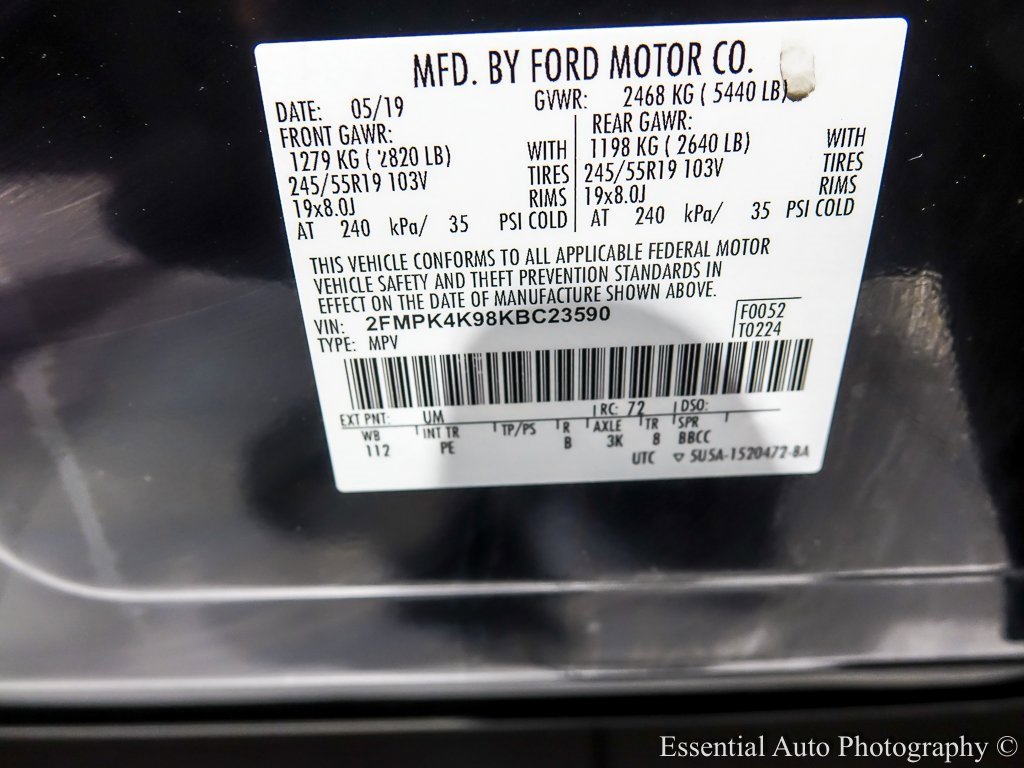 MFD. BY FORD MOTOR CO.
DATE: 05/19 GVWR: 2468 KG ( 5440 LB)
FRONT GAWR: REAR GAWR:
1279 KG ( 2820 LB) WITH 1198 KG ( 2640 LB) WITH
245/55R19 103V TIRES 245/55R19 103V TIRES
19x8.0J RIMS 19x8.0J RIMS
AT 240 kPa/ 35 PSI COLD AT 240 kPa/ 35 PSI COLD
THIS VEHICLE CONFORMS TO ALL APPLICABLE FEDERAL MOTOR
VEHICLE SAFETY AND THEFT PREVENTION STANDARDS IN
EFFECT ON THE DATE OF MANUFACTURE SHOWN ABOVE.
VIN: 2FMPK4K98KBC23590 F0052
TYPE: MPV T0224
EXT PNT: UM RC: 72 DSO:
WB INT TR TP/PS R AXLE TR SPR
112 PE B 3K 8 BBCC
UTC ▽ SU5A-1520472-BA
Essential Auto Photography ©